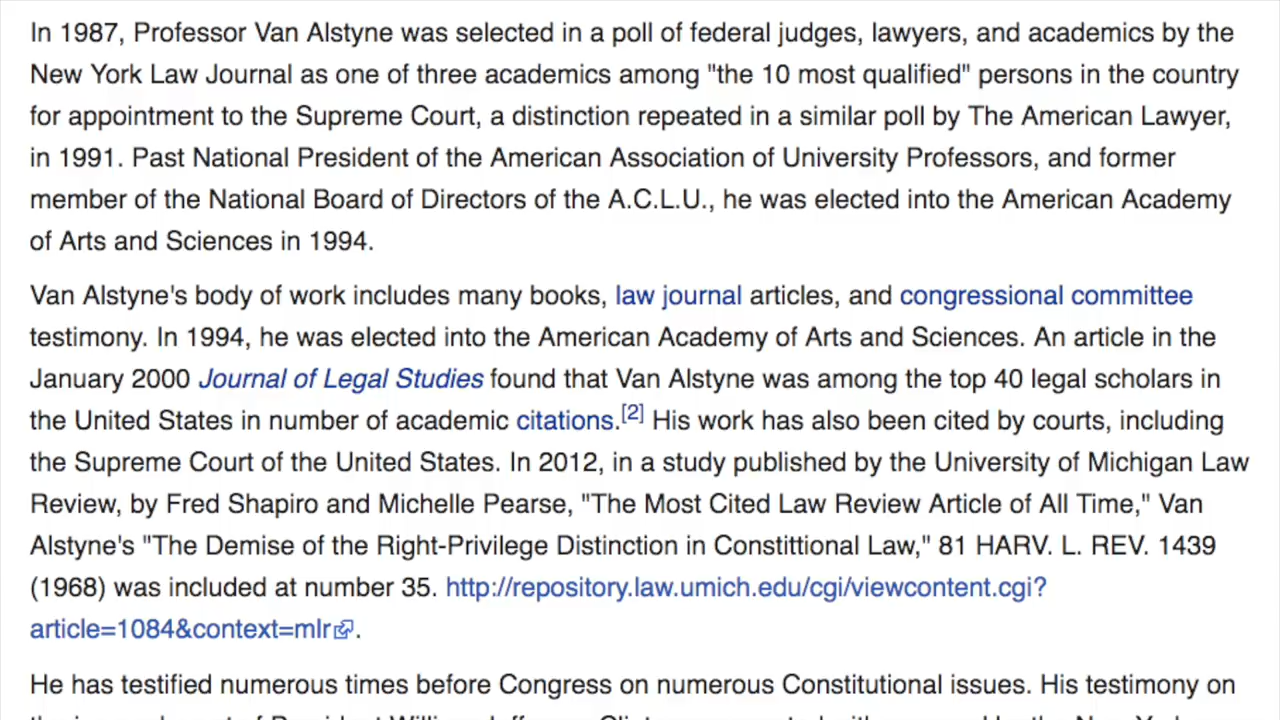 In 1987, Professor Van Alstyne was selected in a poll of federal judges, lawyers, and academics by the
New York Law Journal as one of three academics among "the 10 most qualified" persons in the country
for appointment to the Supreme Court, a distinction repeated in a similar poll by The American Lawyer,
in 1991. Past National President of the American Association of University Professors, and former
member of the National Board of Directors of the A.C.L.U., he was elected into the American Academy
of Arts and Sciences in 1994.
Van Alstyne's body of work includes many books, law journal articles, and congressional committee
testimony. In 1994, he was elected into the American Academy of Arts and Sciences. An article in the
January 2000 Journal of Legal Studies found that Van Alstyne was among the top 40 legal scholars in
the United States in number of academic citations.[2] His work has also been cited by courts, including
the Supreme Court of the United States. In 2012, in a study published by the University of Michigan Law
Review, by Fred Shapiro and Michelle Pearse, "The Most Cited Law Review Article of All Time," Van
Alstyne's "The Demise of the Right-Privilege Distinction in Constittional Law," 81 HARV. L. REV. 1439
(1968) was included at number 35. http://repository.law.umich.edu/cgi/viewcontent.cgi?
article=1084&context=mlr.
He has testified numerous times before Congress on numerous Constitutional issues. His testimony on